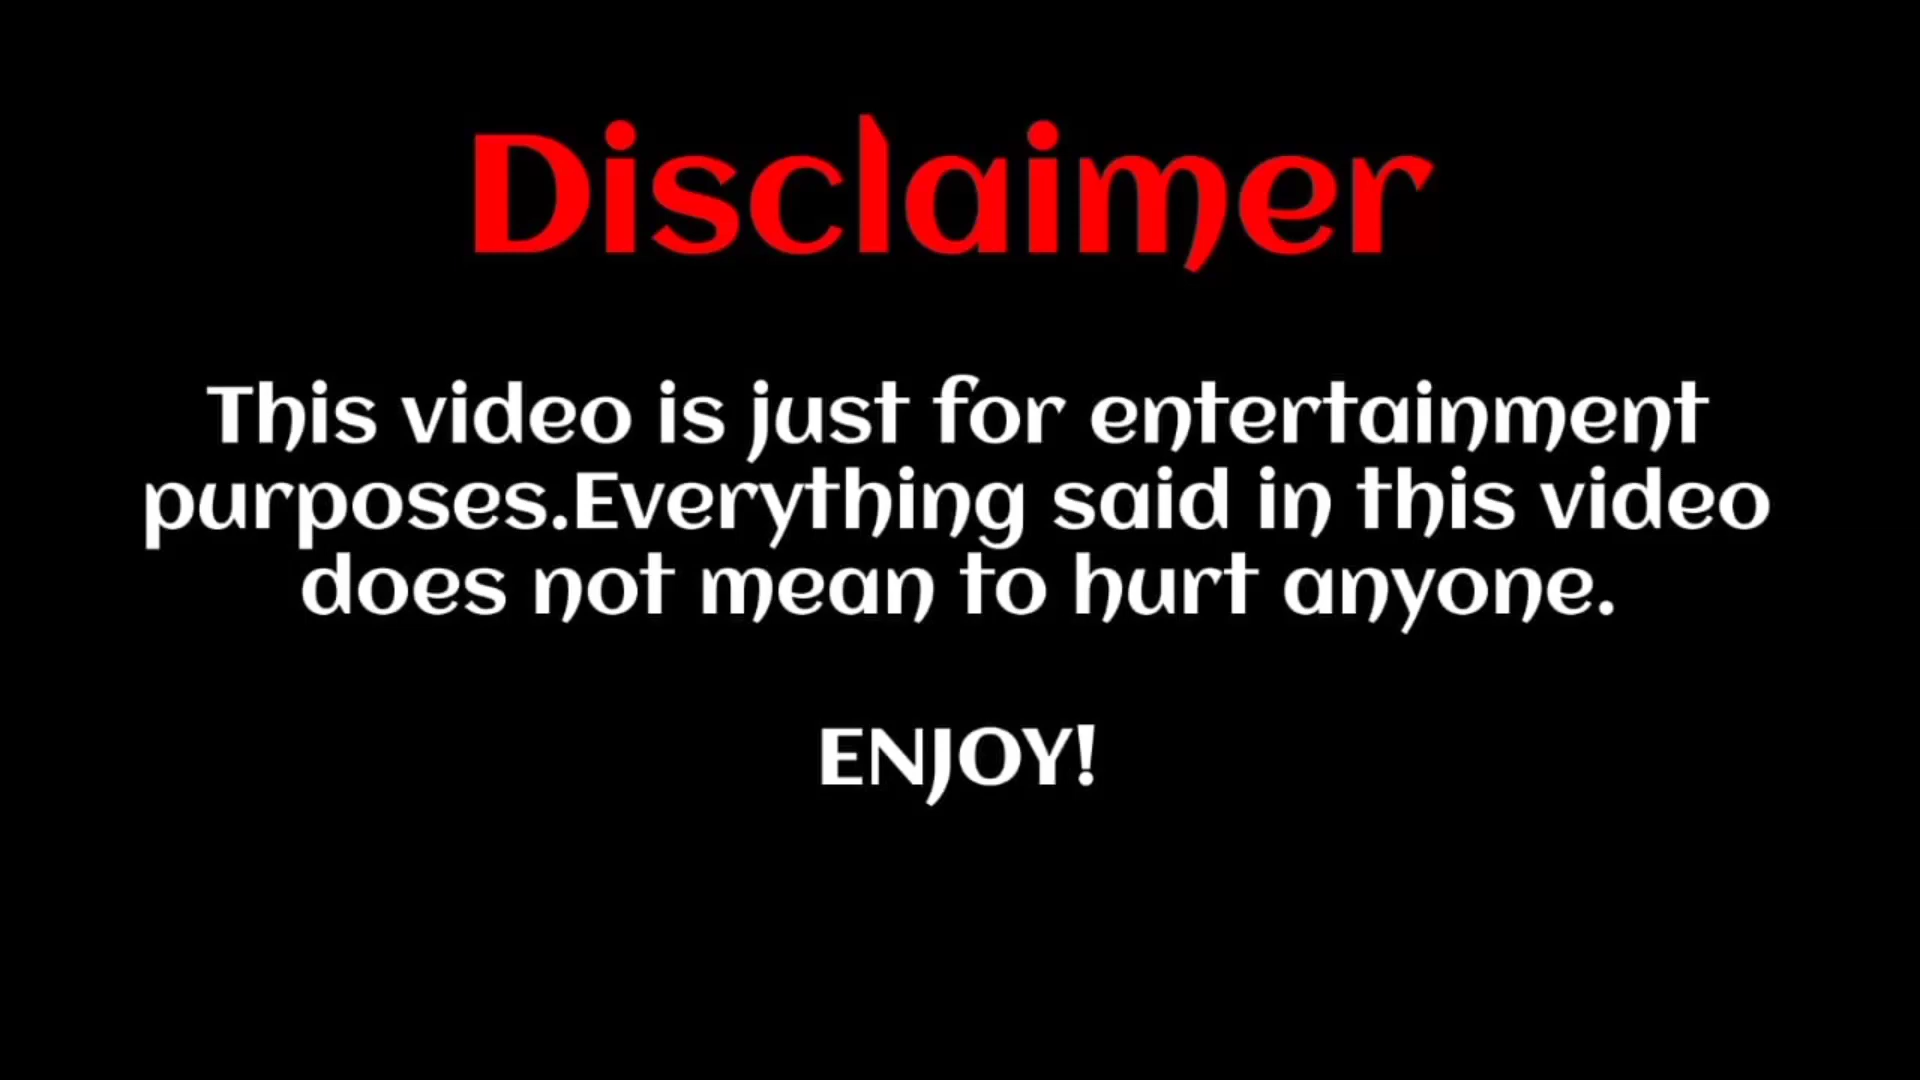 Disclaimer
This video is just for entertainment
purposes.Everything said in this video
does not mean to hurt anyone.
ENJOY!